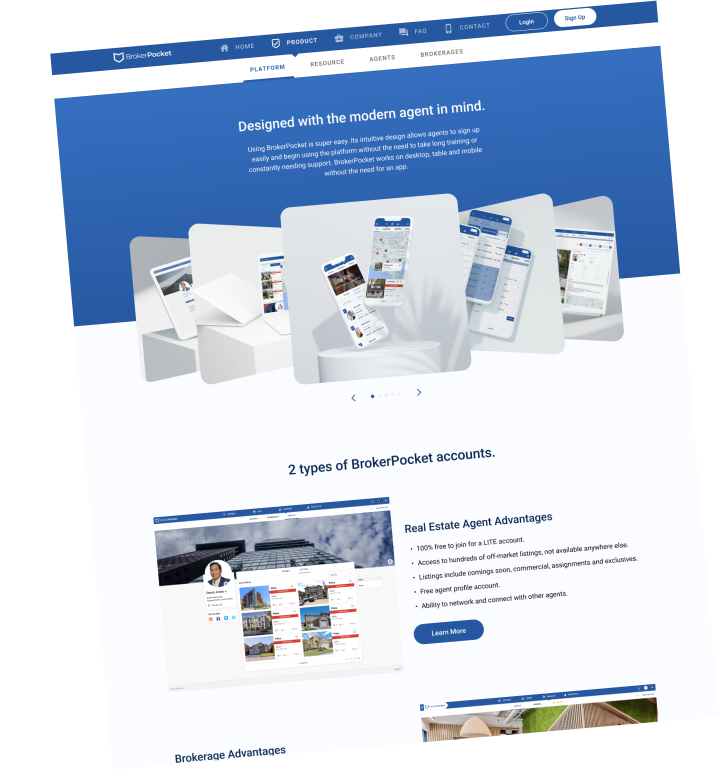 BrokerPocket
HOME
PRODUCT
COMPANY
FAQ
CONTACT
Login
Sign Up
PLATFORM
RESOURCE
AGENTS
BROKERAGES
Designed with the modern agent in mind.
Using BrokerPocket is super easy. Its intuitive design allows agents to sign up
easily and begin using the platform without the need to take long training or
constantly needing support. BrokerPocket works on desktop, table and mobile
without the need for an app.
2 types of BrokerPocket accounts.
Real Estate Agent Advantages
• 100% free to join for a LITE account.
• Access to hundreds of off-market listings, not available anywhere else.
• Listings include comings soon, commercial, assignments and exclusives.
• Free agent profile account.
• Ability to network and connect with other agents.
Learn More
Brokerage Advantages